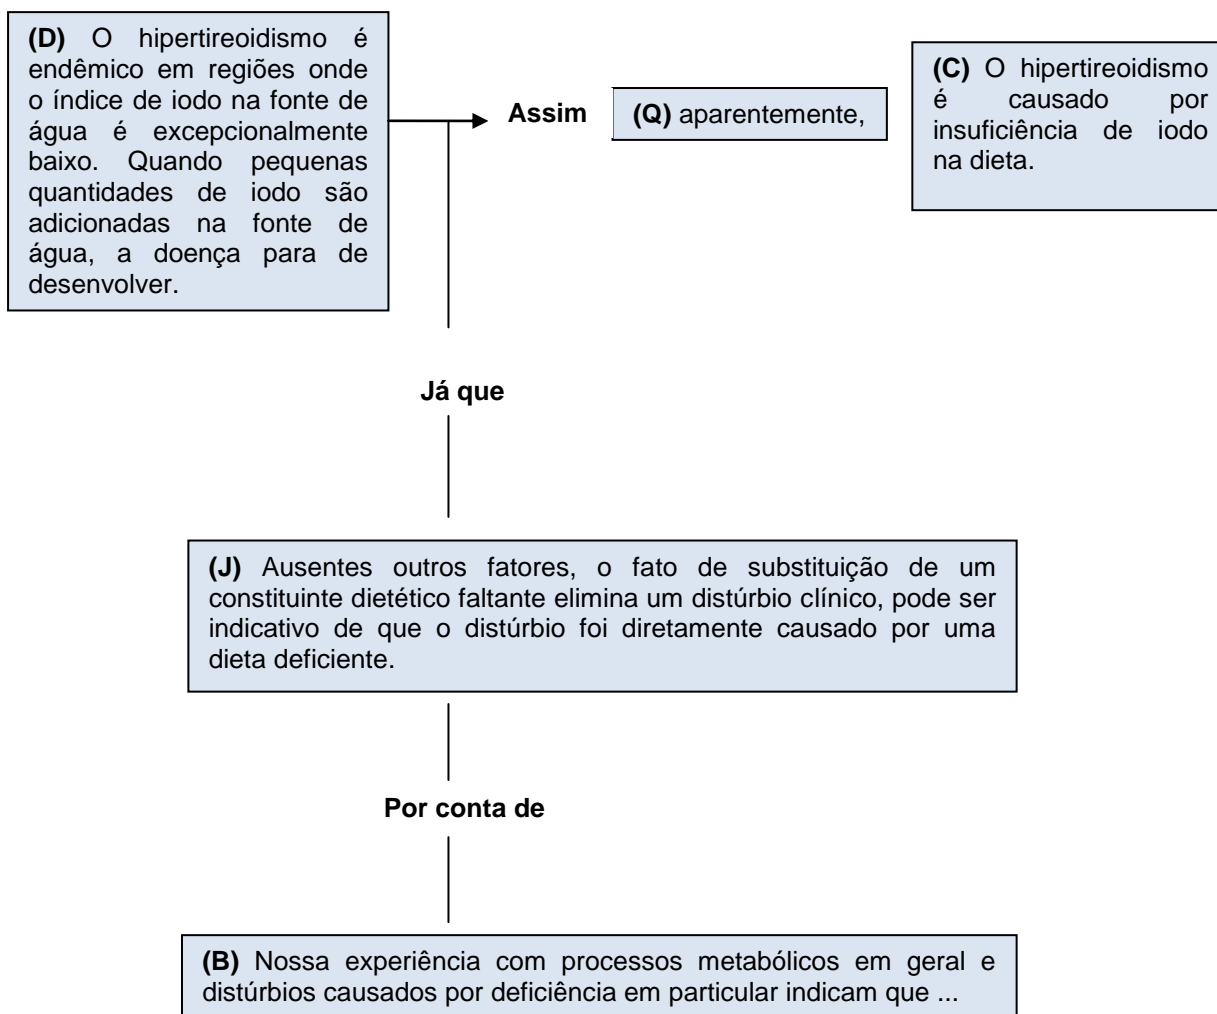 (D) O hipertireoidismo é
endêmico em regiões onde
o índice de iodo na fonte de
água é excepcionalmente
baixo. Quando pequenas
quantidades de iodo são
adicionadas na fonte de
água, a doença para de
desenvolver.
Assim
(Q) aparentemente,
(C) O hipertireoidismo
é causado por
insuficiência de iodo
na dieta.
Já que
(J) Ausentes outros fatores, o fato de substituição de um
constituinte dietético faltante elimina um distúrbio clínico, pode ser
indicativo de que o distúrbio foi diretamente causado por uma
dieta deficiente.
Por conta de
(B) Nossa experiência com processos metabólicos em geral e
distúrbios causados por deficiência em particular indicam que ...